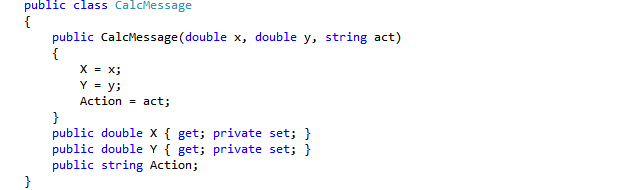 public class CalcMessage
{
    public CalcMessage(double x, double y, string act)
    {
        X = x;
        Y = y;
        Action = act;
    }
    public double X { get; private set; }
    public double Y { get; private set; }
    public string Action;
}